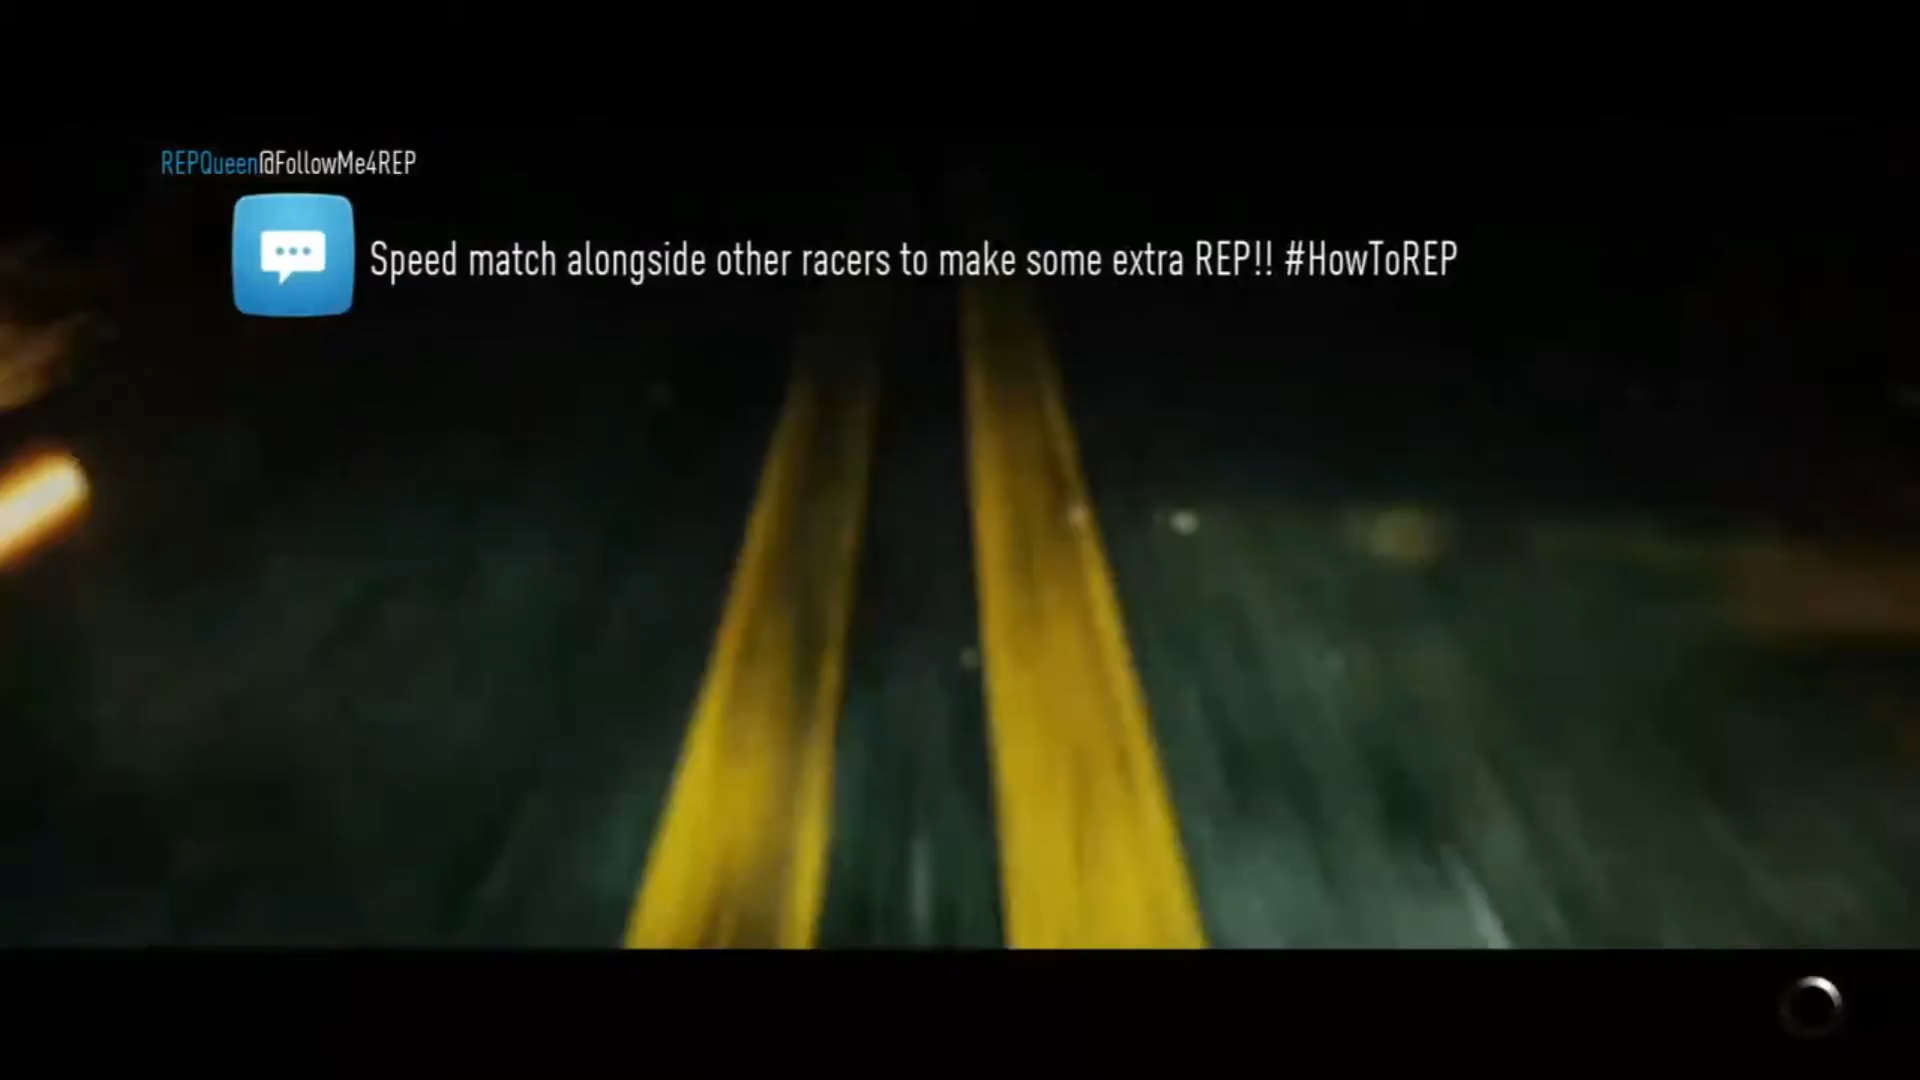 REPQueen@FollowMe4REP
Speed match alongside other racers to make some extra REP!! #HowToREP